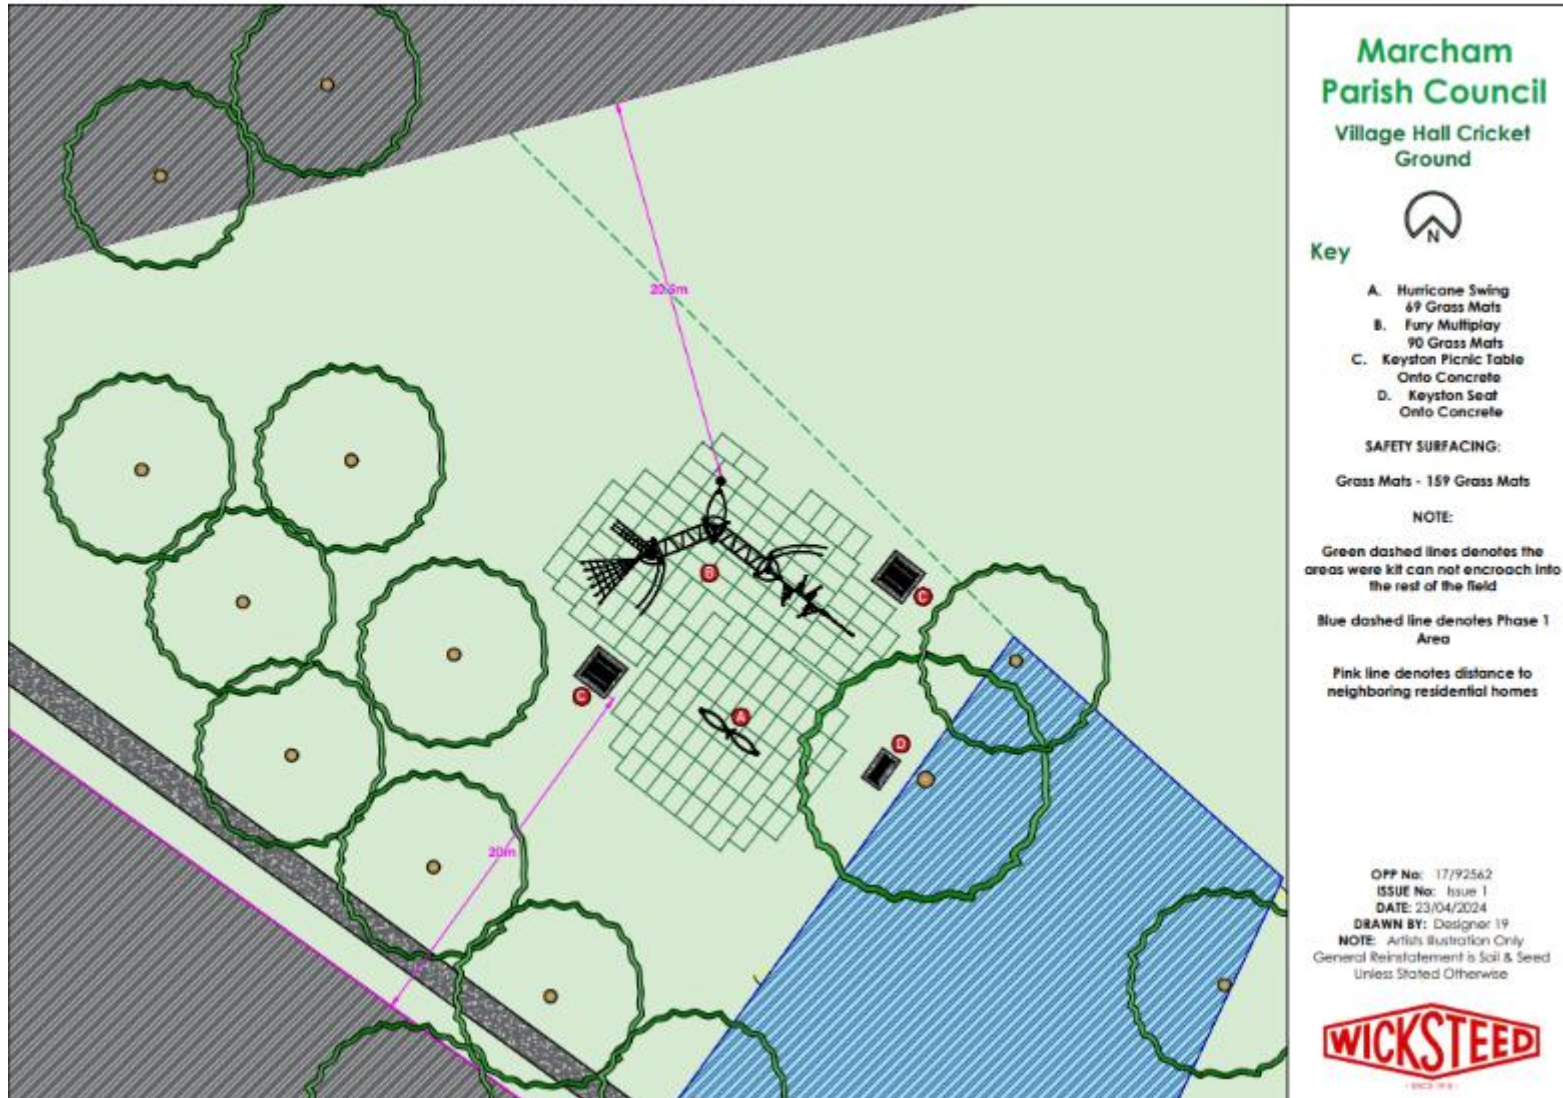 Marcham
Parish Council
Village Hall Cricket
Ground
N
Key
A. Hurricane Swing
69 Grass Mats
B. Fury Multiplay
90 Grass Mats
C. Keyston Picnic Table
Onto Concrete
D. Keyston Seat
Onto Concrete
SAFETY SURFACING:
Grass Mats - 159 Grass Mats
NOTE:
Green dashed lines denotes the
areas were kit can not encroach into
the rest of the field
Blue dashed line denotes Phase 1
Area
Pink line denotes distance to
neighboring residential homes
OPP No: 17/92562
ISSUE No: Issue 1
DATE: 23/04/2024
DRAWN BY: Designer 19
NOTE: Artists Illustration Only
General Reinstatement is Soil & Seed
Unless Stated Otherwise
WICKSTEED
B
C
C
A
D
20m